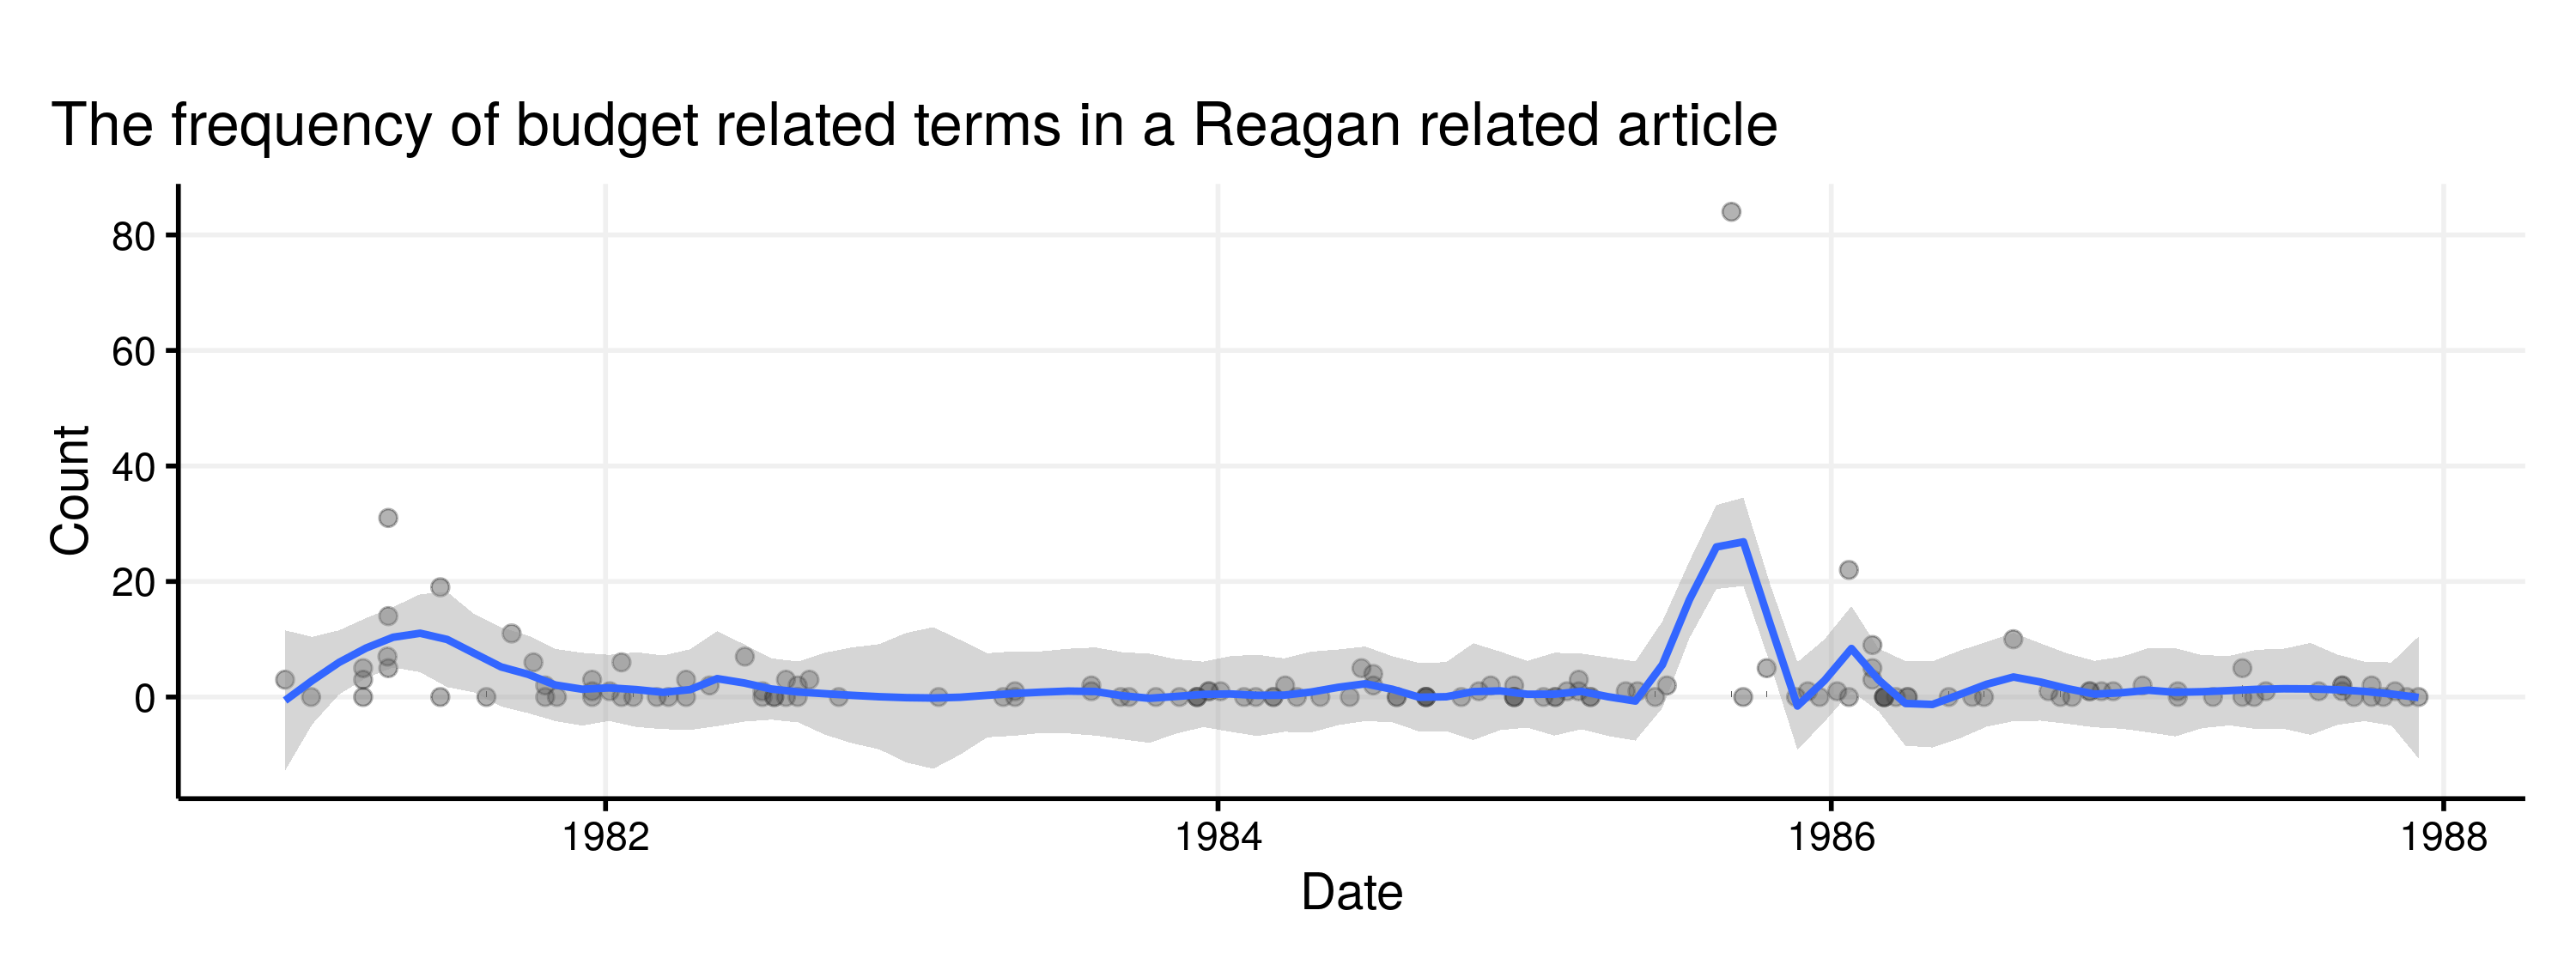 The frequency of budget related terms in a Reagan related article
80
60
40
20
0
Count
1982 1984 1986 1988
Date